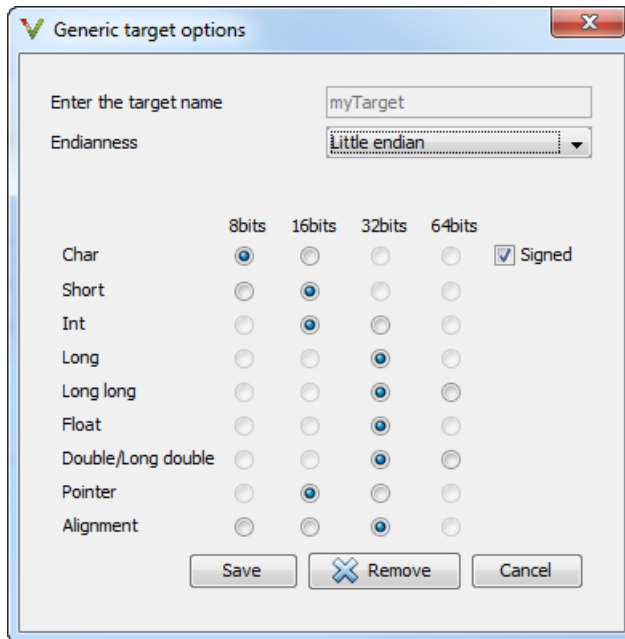 Generic target options
Enter the target name myTarget
Endianness Little endian
8bits 16bits 32bits 64bits
Char Signed
Short
Int
Long
Long long
Float
Double/Long double
Pointer
Alignment
Save Remove Cancel